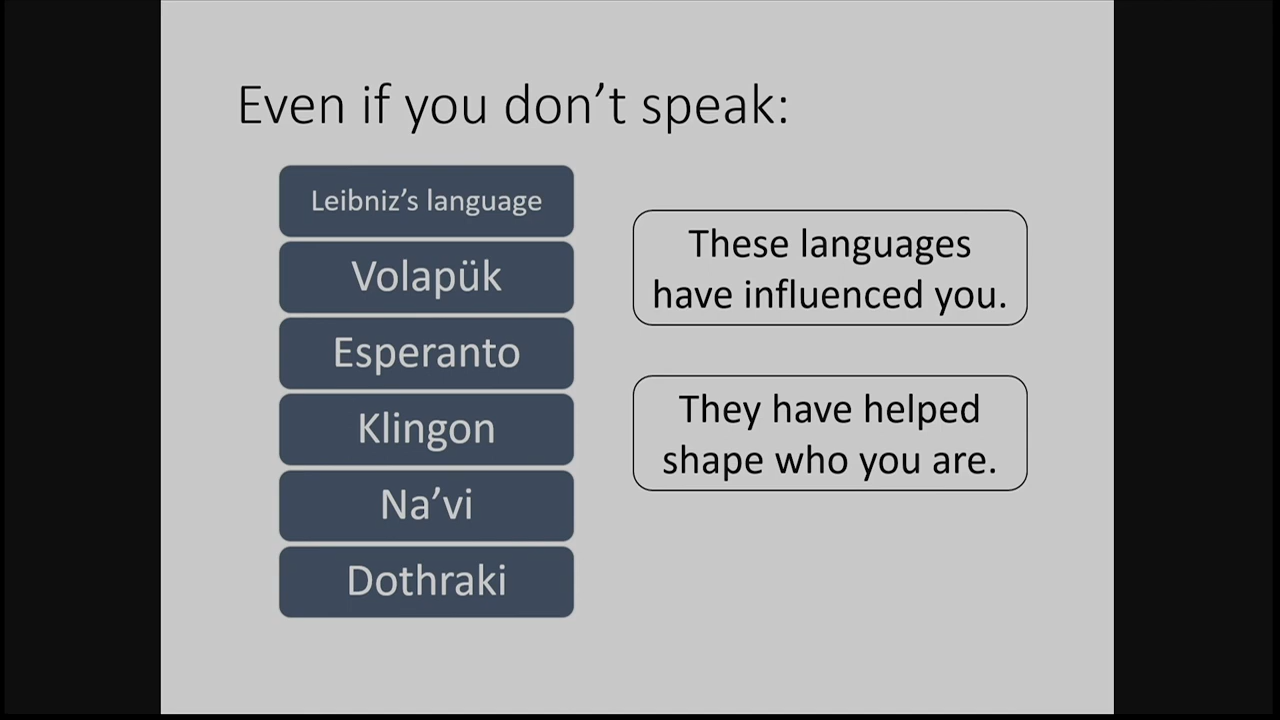 Even if you don’t speak:
Leibniz’s language
Volapük
Esperanto
Klingon
Na’vi
Dothraki
These languages
have influenced you.
They have helped
shape who you are.